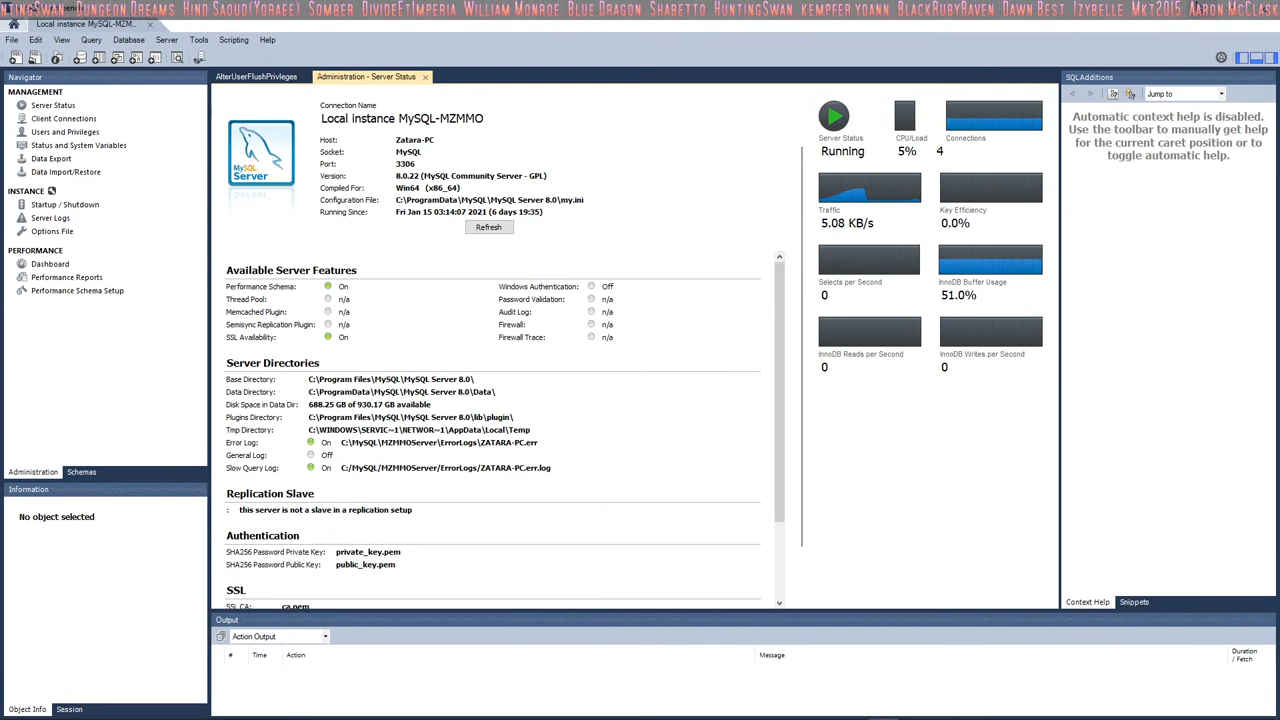 HuntingSwan Dungeon Dreams Hind Saoud(Yoraee) Somber DivideEtImperia William Monroe Blue Dragon Shabetto HuntingSwan kempfer yoann BlackRubyRaven Dawn Best Izybelle Mkt2015 Aaron McClask
Local instance MySQL-MZM...
File Edit View Query Database Server Tools Scripting Help
Navigator
MANAGEMENT
Server Status
Client Connections
Users and Privileges
Status and System Variables
Data Export
Data Import/Restore
INSTANCE
Startup / Shutdown
Server Logs
Options File
PERFORMANCE
Dashboard
Performance Reports
Performance Schema Setup
Administration Schemas
Information
No object selected
Object Info Session
AlterUserFlushPrivleges Administration - Server Status
MySQL
Server
Connection Name
Local instance MySQL-MZMMO
Host: Zatara-PC
Socket: MySQL
Port: 3306
Version: 8.0.22 (MySQL Community Server - GPL)
Compiled For: Win64 (x86_64)
Configuration File: C:\ProgramData\MySQL\MySQL Server 8.0\my.ini
Running Since: Fri Jan 15 03:14:07 2021 (6 days 19:35)
Refresh
Available Server Features
Performance Schema: On Windows Authentication: Off
Thread Pool: n/a Password Validation: n/a
Memcached Plugin: n/a Audit Log: n/a
Semisync Replication Plugin: n/a Firewall: n/a
SSL Availability: On Firewall Trace: n/a
Server Directories
Base Directory: C:\Program Files\MySQL\MySQL Server 8.0\
Data Directory: C:\ProgramData\MySQL\MySQL Server 8.0\Data\
Disk Space in Data Dir: 688.25 GB of 930.17 GB available
Plugins Directory: C:\Program Files\MySQL\MySQL Server 8.0\lib\plugin\
Tmp Directory: C:\WINDOWS\SERVIC~1\NETWOR~1\AppData\Local\Temp
Error Log: On C:\MySQL\MZMMOServer\ErrorLogs\ZATARA-PC.err
General Log: Off
Slow Query Log: On C:/MySQL/MZMMOServer/ErrorLogs/ZATARA-PC.err.log
Replication Slave
: this server is not a slave in a replication setup
Authentication
SHA256 Password Private Key: private_key.pem
SHA256 Password Public Key: public_key.pem
SSL
SSL CA: ca.pem
Server Status CPU/Load Connections
Running 5% 4
Traffic Key Efficiency
5.08 KB/s 0.0%
Selects per Second InnoDB Buffer Usage
0 51.0%
InnoDB Reads per Second InnoDB Writes per Second
0 0
SQLAdditions
Jump to
Automatic context help is disabled.
Use the toolbar to manually get help
for the current caret position or to
toggle automatic help.
Context Help Snippets
Output
Action Output
# Time Action Message Duration / Fetch